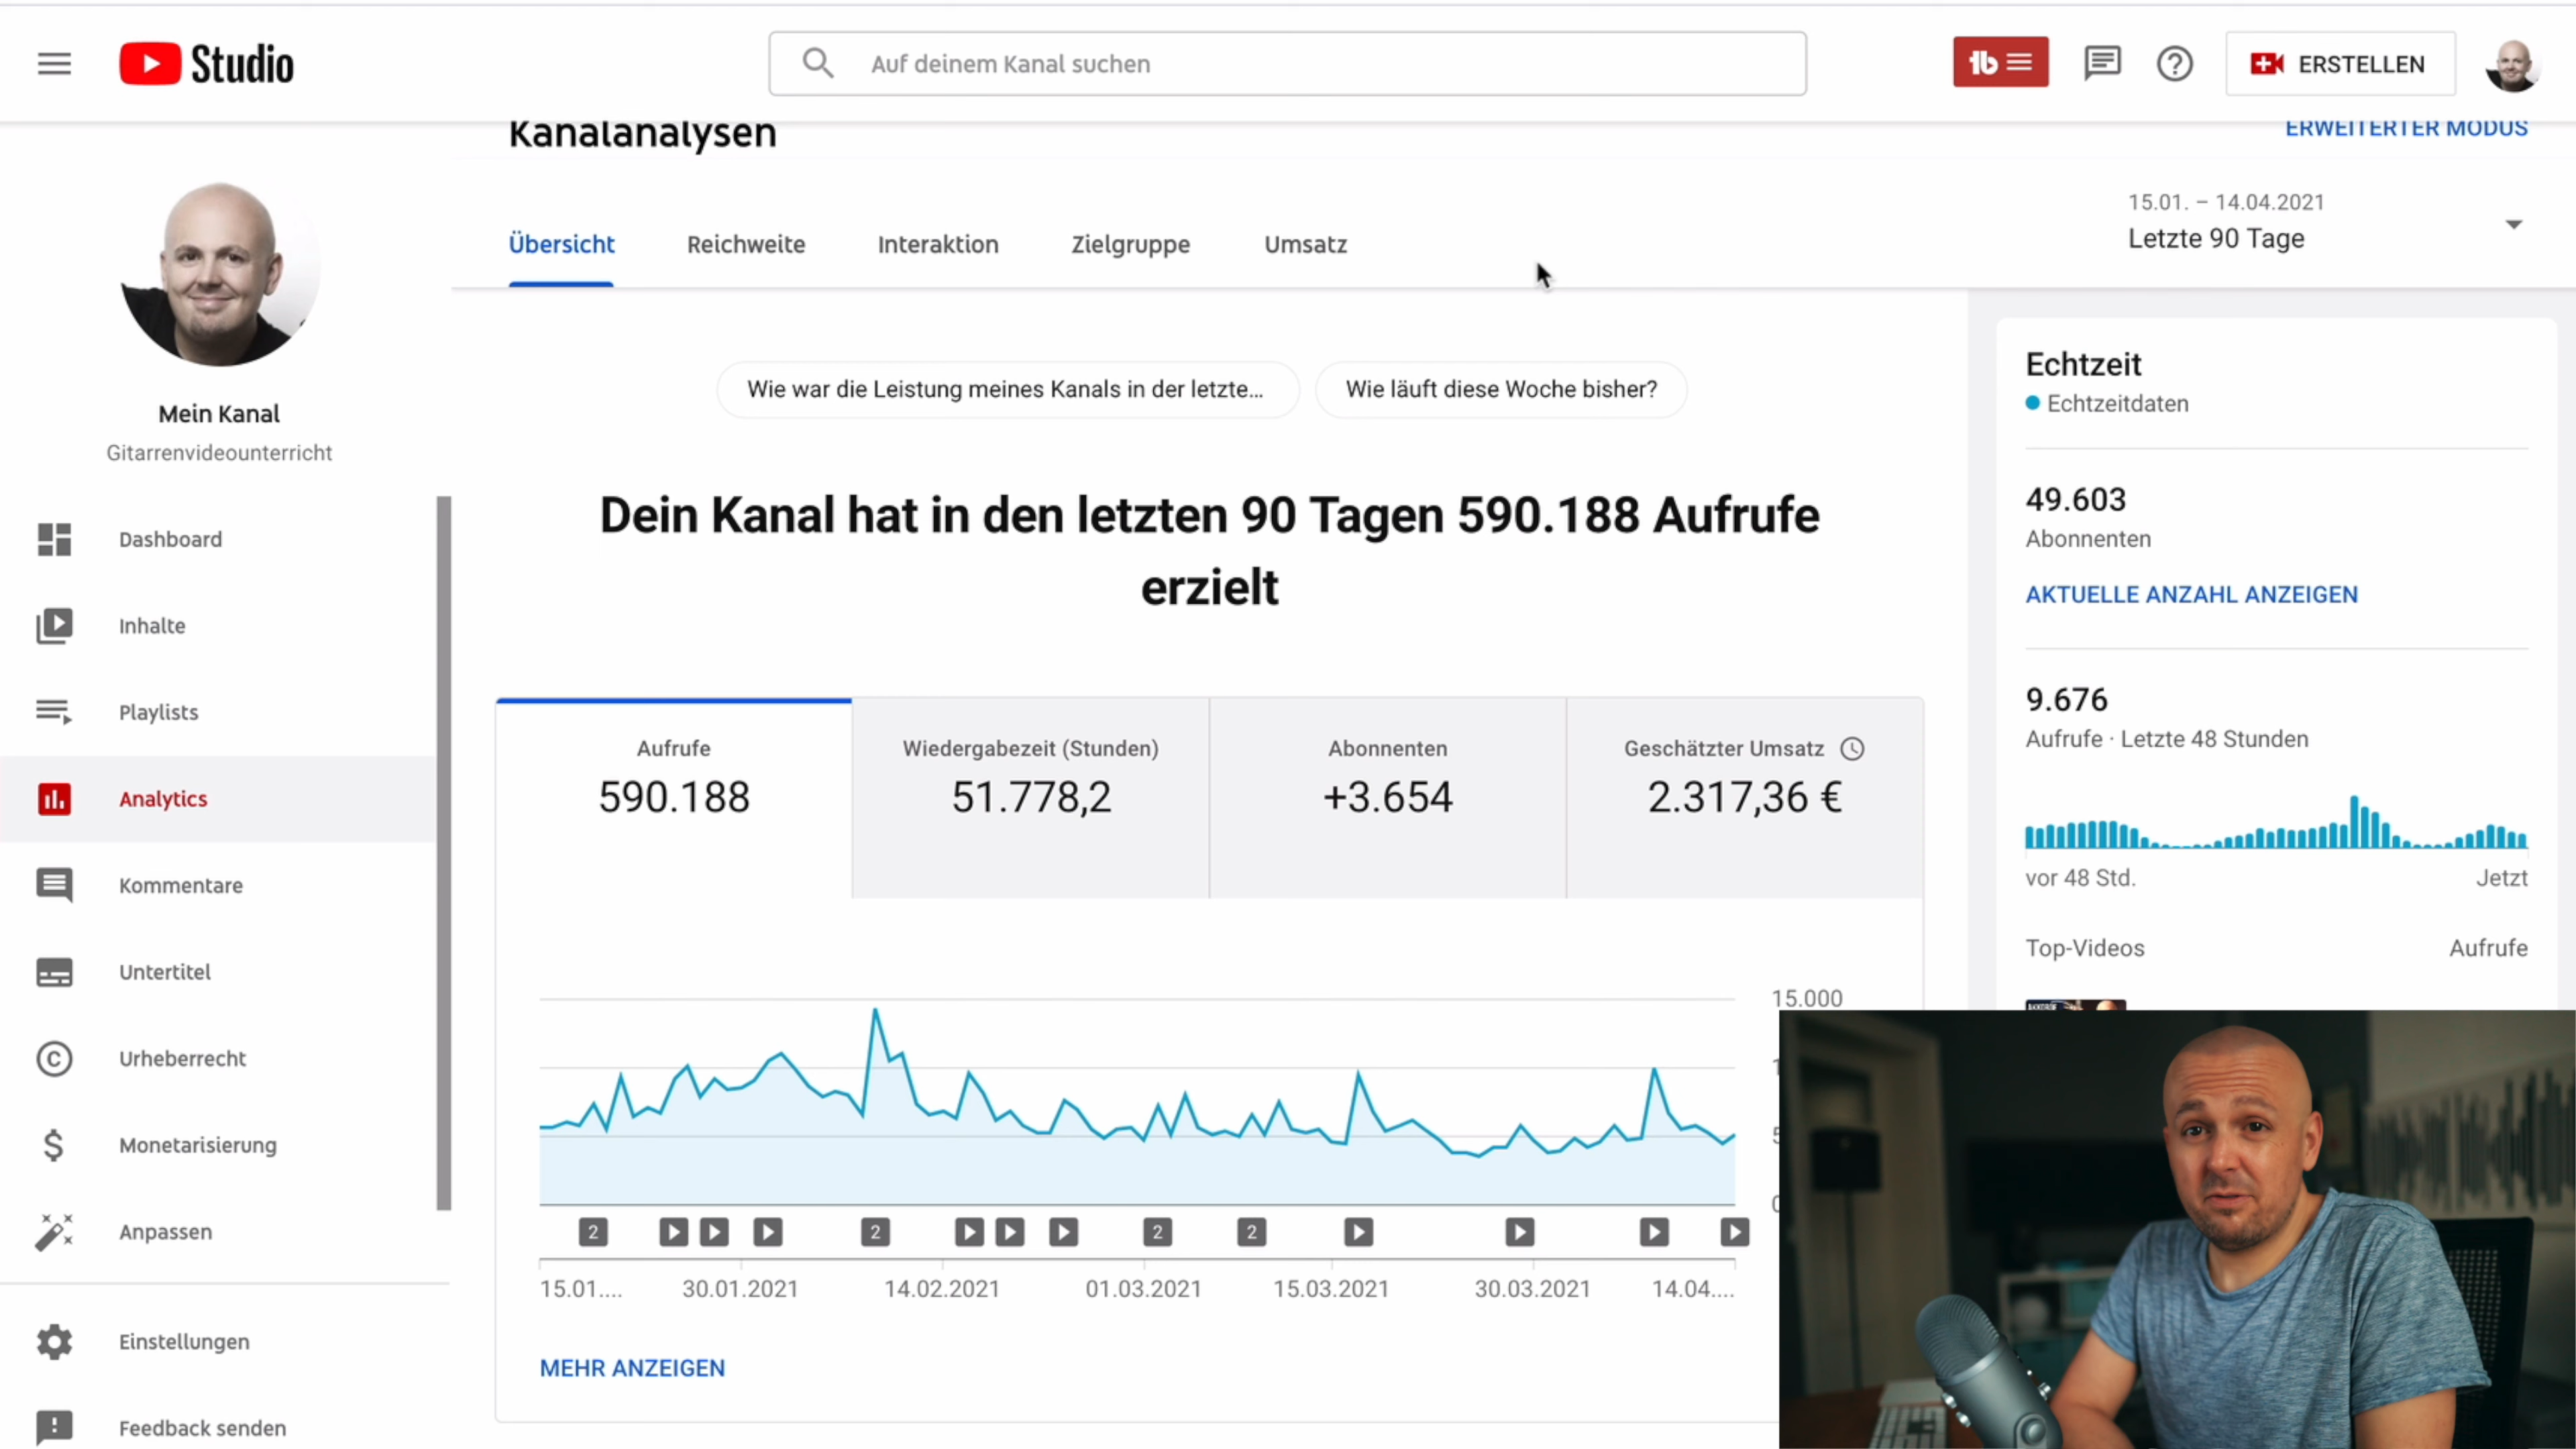 Studio
Auf deinem Kanal suchen
ERSTELLEN
Kanalanalysen
ERWEITERTER MODUS
15.01. – 14.04.2021
Letzte 90 Tage
Übersicht
Reichweite
Interaktion
Zielgruppe
Umsatz
Mein Kanal
Gitarrenvideounterricht
Dashboard
Inhalte
Playlists
Analytics
Kommentare
Untertitel
Urheberrecht
Monetarisierung
Anpassen
Einstellungen
Feedback senden
Wie war die Leistung meines Kanals in der letzte...
Wie läuft diese Woche bisher?
Dein Kanal hat in den letzten 90 Tagen 590.188 Aufrufe
erzielt
Aufrufe
590.188
Wiedergabezeit (Stunden)
51.778,2
Abonnenten
+3.654
Geschätzter Umsatz
2.317,36 €
15.000
2
2
2
2
15.01....
30.01.2021
14.02.2021
01.03.2021
15.03.2021
30.03.2021
14.04....
MEHR ANZEIGEN
Echtzeit
Echtzeitdaten
49.603
Abonnenten
AKTUELLE ANZAHL ANZEIGEN
9.676
Aufrufe · Letzte 48 Stunden
vor 48 Std.
Jetzt
Top-Videos
Aufrufe